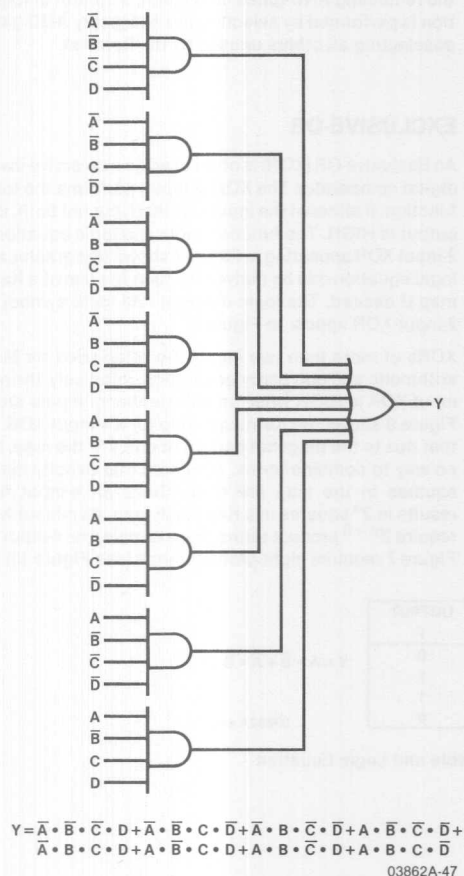 A̅
B̅
C̅
D
A̅
B̅
C
D̅
A̅
B
C̅
D̅
A̅
B
C
D
A
B
C̅
D
A
B
C
D̅
A
B̅
C̅
D̅
A
B̅
C
D
Y
Y=A̅•B̅•C̅•D+A̅•B̅•C•D̅+A̅•B•C̅•D̅+A•B̅•C̅•D̅+
A̅•B•C•D+A•B̅•C•D+A•B•C̅•D+A•B•C•D̅
03862A-47